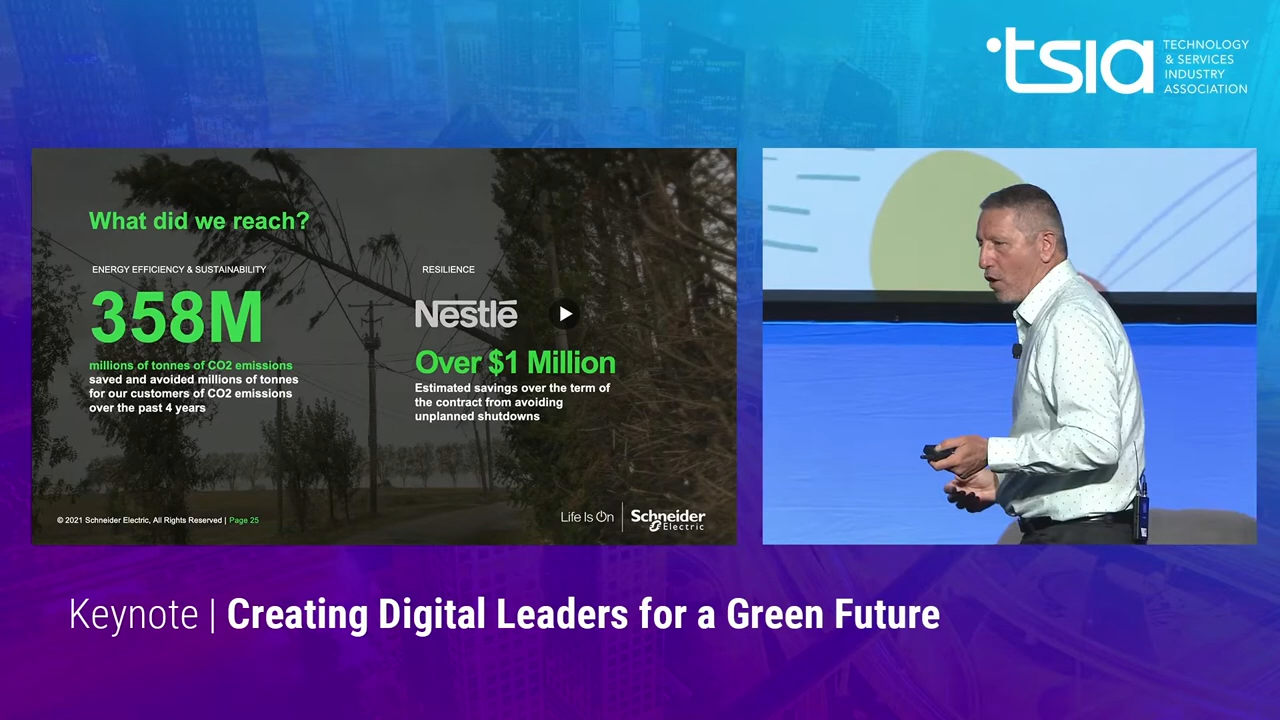 tsia
TECHNOLOGY
& SERVICES
INDUSTRY
ASSOCIATION
What did we reach?
ENERGY EFFICIENCY & SUSTAINABILITY
358M
millions of tonnes of CO2 emissions
saved and avoided millions of tonnes
for our customers of CO2 emissions
over the past 4 years
RESILIENCE
Nestlé
Over $1 Million
Estimated savings over the term of
the contract from avoiding
unplanned shutdowns
© 2021 Schneider Electric, All Rights Reserved | Page 25
Life Is On
Schneider
Electric
Keynote | Creating Digital Leaders for a Green Future